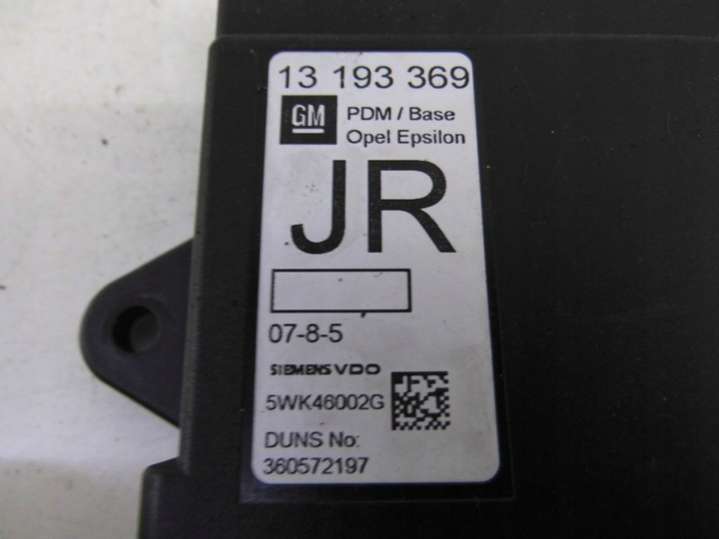 13 193 369
GM PDM / Base
Opel Epsilon
JR
07-8-5
SIEMENS VDO
5WK46002G
DUNS No:
360572197